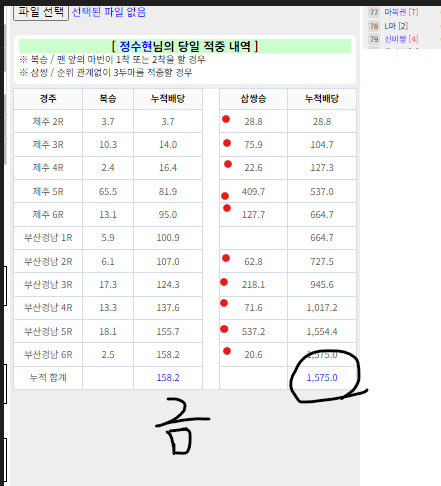 파일 선택 선택된 파일 없음
77 마복권 [7]
78 L마 [2]
79 신비짱 [4]
[ 정수현님의 당일 적중 내역 ]
※ 복승 / 맨 앞의 마번이 1착 또는 2착을 할 경우
※ 삼쌍 / 순위 관계없이 3두마를 적중할 경우
경주 복승 누적배당 삼쌍승 누적배당
제주 2R 3.7 3.7 28.8 28.8
제주 3R 10.3 14.0 75.9 104.7
제주 4R 2.4 16.4 22.6 127.3
제주 5R 65.5 81.9 409.7 537.0
제주 6R 13.1 95.0 127.7 664.7
부산경남 1R 5.9 100.9 664.7
부산경남 2R 6.1 107.0 62.8 727.5
부산경남 3R 17.3 124.3 218.1 945.6
부산경남 4R 13.3 137.6 71.6 1,017.2
부산경남 5R 18.1 155.7 537.2 1,554.4
부산경남 6R 2.5 158.2 20.6 1,575.0
누적 합계 158.2 1,575.0
금